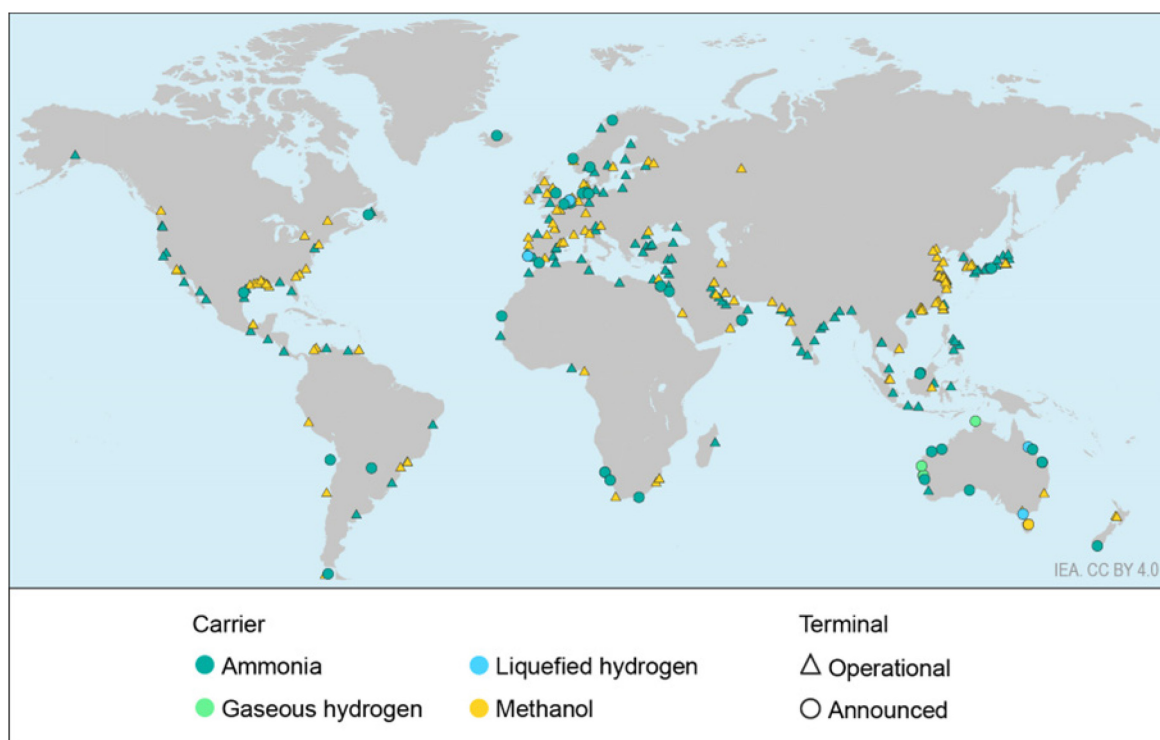 IEA. CC BY 4.0
Carrier
Terminal
Ammonia
Liquefied hydrogen
Operational
Gaseous hydrogen
Methanol
Announced